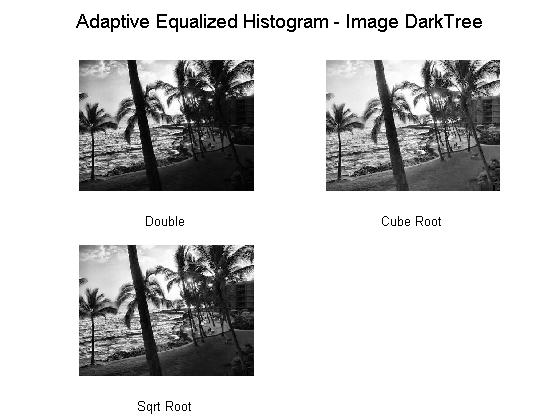 Adaptive Equalized Histogram - Image DarkTree
Double
Cube Root
Sqrt Root